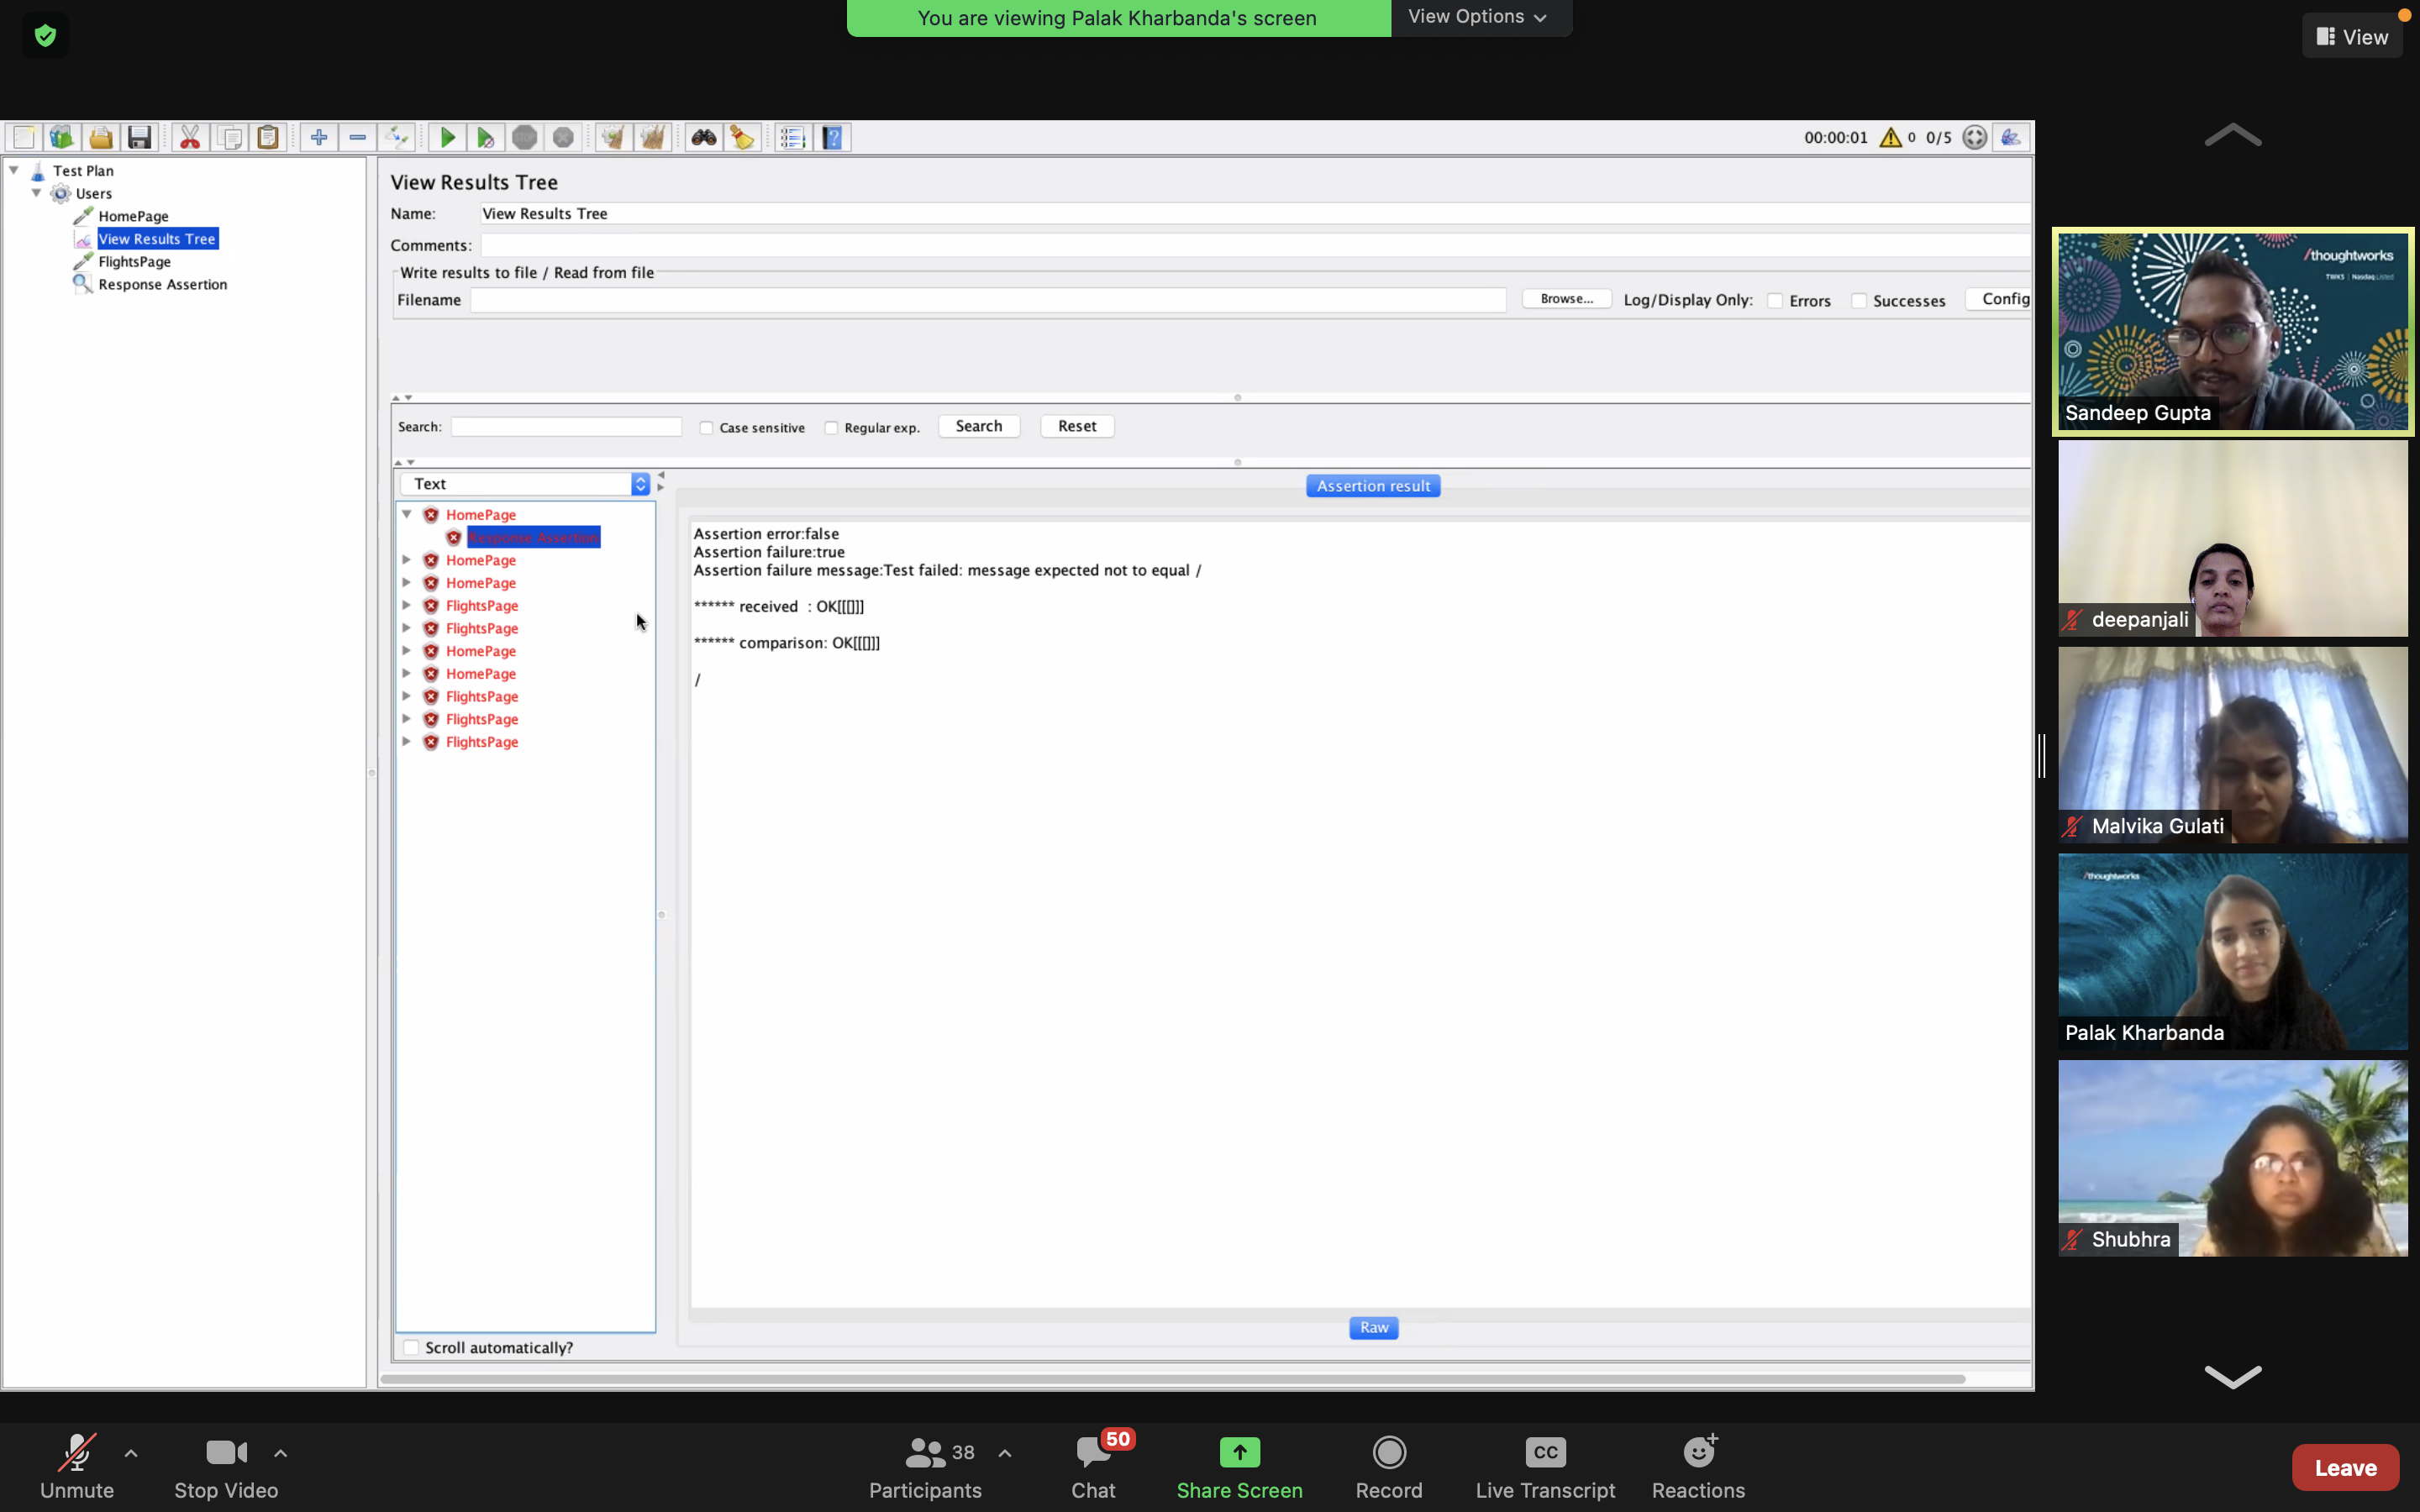 You are viewing Palak Kharbanda's screen
View Options
View
00:00:01
0
0/5
Test Plan
Users
HomePage
View Results Tree
FlightsPage
Response Assertion
View Results Tree
Name: View Results Tree
Comments:
Write results to file / Read from file
Filename
Browse...
Log/Display Only:
Errors
Successes
Config
Search:
Case sensitive
Regular exp.
Search
Reset
Text
HomePage
Response Assertion
HomePage
HomePage
FlightsPage
FlightsPage
HomePage
HomePage
FlightsPage
FlightsPage
FlightsPage
Scroll automatically?
Assertion result
Assertion error:false
Assertion failure:true
Assertion failure message:Test failed: message expected not to equal /
****** received  : OK[[[]]]
****** comparison: OK[[[]]]
/
Raw
/thoughtworks
TWKS | Nasdaq Listed
Sandeep Gupta
deepanjali
Malvika Gulati
/thoughtworks
Palak Kharbanda
Shubhra
Unmute
Stop Video
38
Participants
50
Chat
Share Screen
Record
CC
Live Transcript
Reactions
Leave